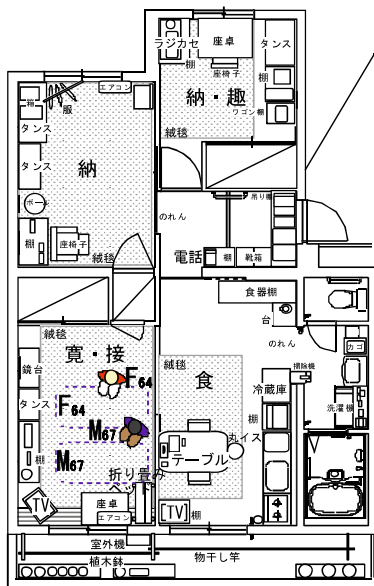 ラジカセ
棚
座卓
タンス
座椅子
棚
ワゴン棚
納・趣
絨毯
エアコン
箱
服
タンス
タンス
納
ボール
棚
座椅子
絨毯
のれん
吊り棚
電話
棚
靴箱
食器棚
台
のれん
絨毯
寛・接
鏡台
F64
タンス
F64
M67
M67
棚
折り畳み
ベッド
TV
座卓
エアコン
絨毯
食
掃除機
冷蔵庫
棚
丸イス
テーブル
TV
棚
カゴ
洗濯機
室外機
植木鉢
物干し竿